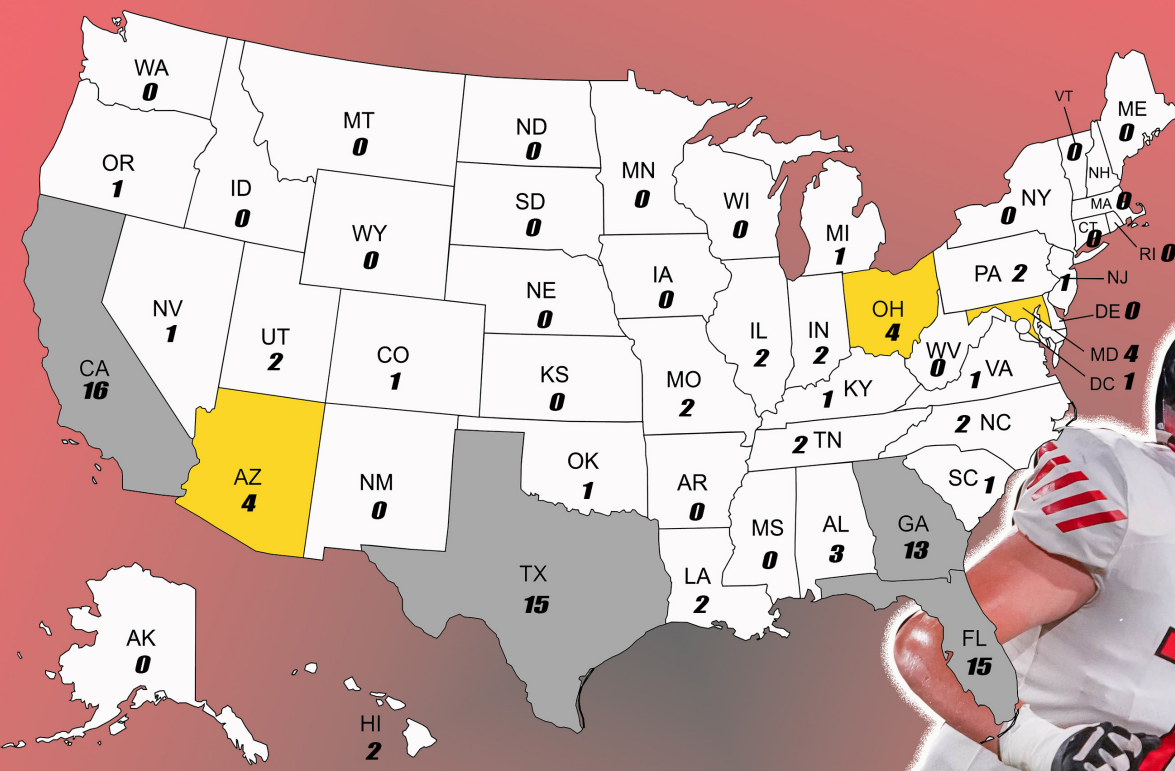 WA
0
OR
1
CA
16
NV
1
ID
0
MT
0
WY
0
UT
2
CO
1
AZ
4
NM
0
ND
0
SD
0
NE
0
KS
0
OK
1
TX
15
MN
0
IA
0
MO
2
AR
0
LA
2
WI
0
IL
2
MI
1
IN
2
OH
4
KY
1
TN
2
MS
0
AL
3
GA
13
FL
15
SC 1
2 NC
1 VA
WV
0
PA 2
0 NY
VT
0
NH
ME
0
MA 0
CT
0
RI 0
1 NJ
DE 0
MD 4
DC 1
AK
0
HI
2